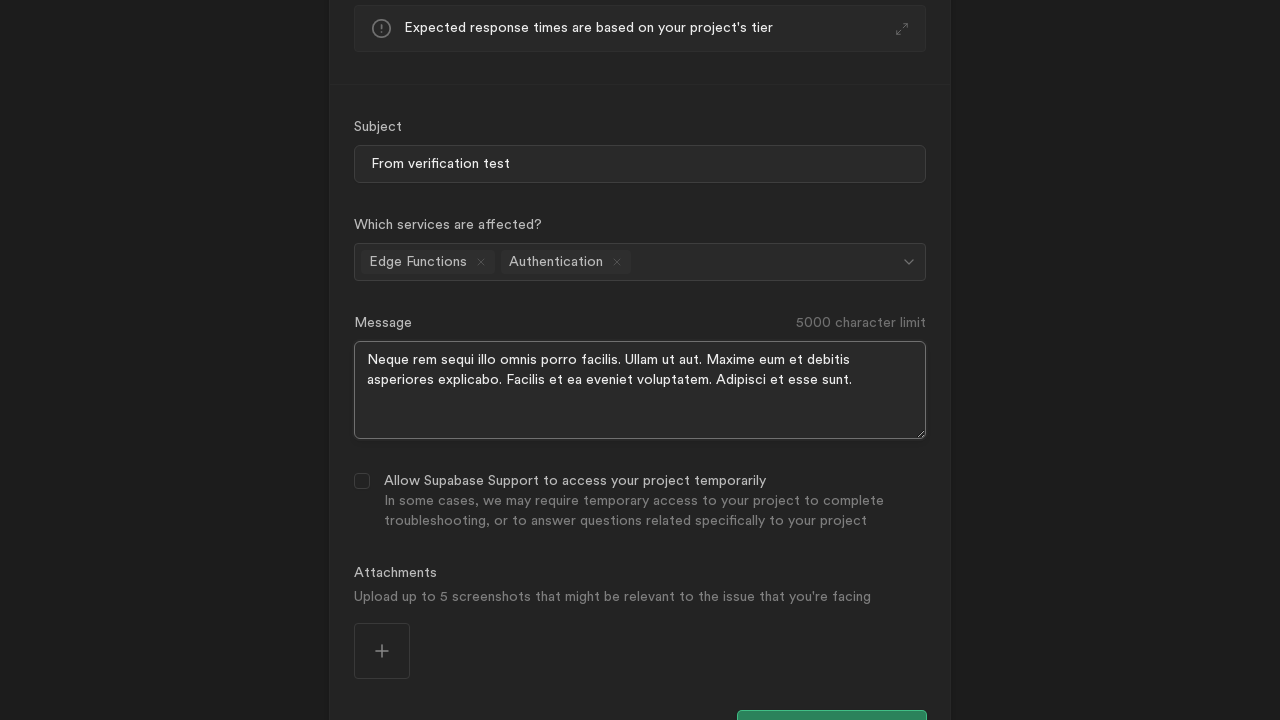 Expected response times are based on your project's tier
Subject
From verification test
Which services are affected?
Edge Functions
Authentication
Message
5000 character limit
Neque rem sequi illo omnis porro facilis. Ullam ut aut. Maxime eum et debitis
asperiores explicabo. Facilis et ea eveniet voluptatem. Adipisci et esse sunt.
Allow Supabase Support to access your project temporarily
In some cases, we may require temporary access to your project to complete
troubleshooting, or to answer questions related specifically to your project
Attachments
Upload up to 5 screenshots that might be relevant to the issue that you're facing